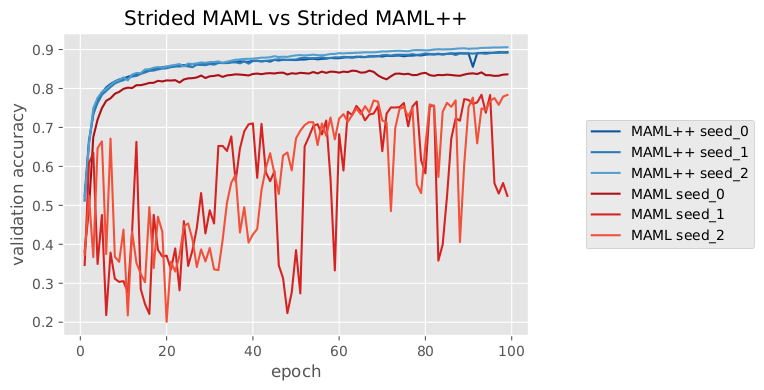 Strided MAML vs Strided MAML++
validation accuracy
0.9
0.8
0.7
0.6
0.5
0.4
0.3
0.2
0
20
40
60
80
100
epoch
MAML++ seed_0
MAML++ seed_1
MAML++ seed_2
MAML seed_0
MAML seed_1
MAML seed_2